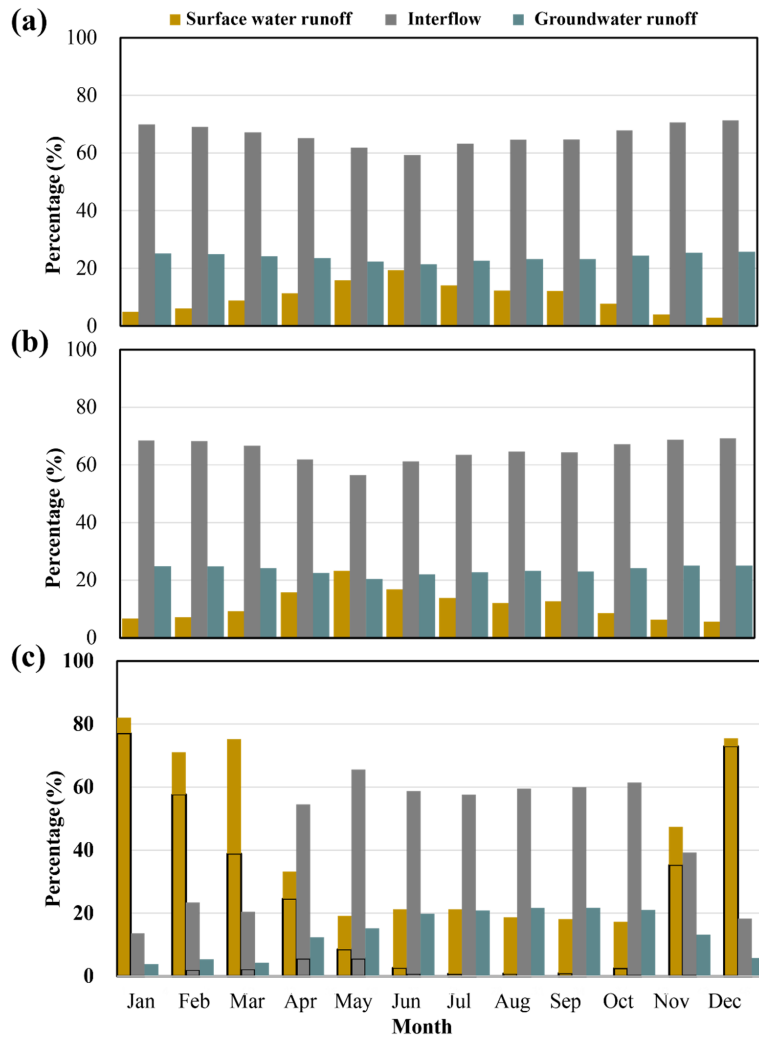 (a)
Surface water runoff Interflow Groundwater runoff
100
80
60
40
20
0
Percentage (%)
(b)
100
80
60
40
20
0
Percentage (%)
(c)
100
80
60
40
20
0
Percentage (%)
Jan Feb Mar Apr May Jun Jul Aug Sep Oct Nov Dec
Month